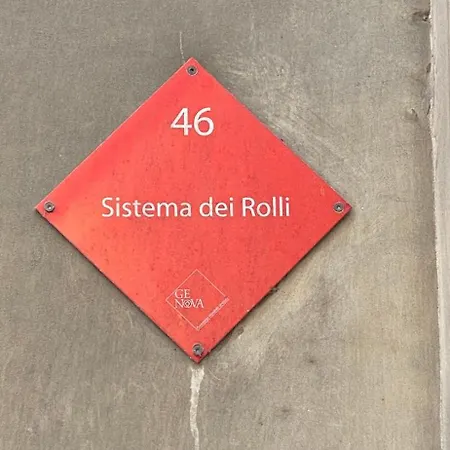 46
Sistema dei Rolli
GE
NOVA